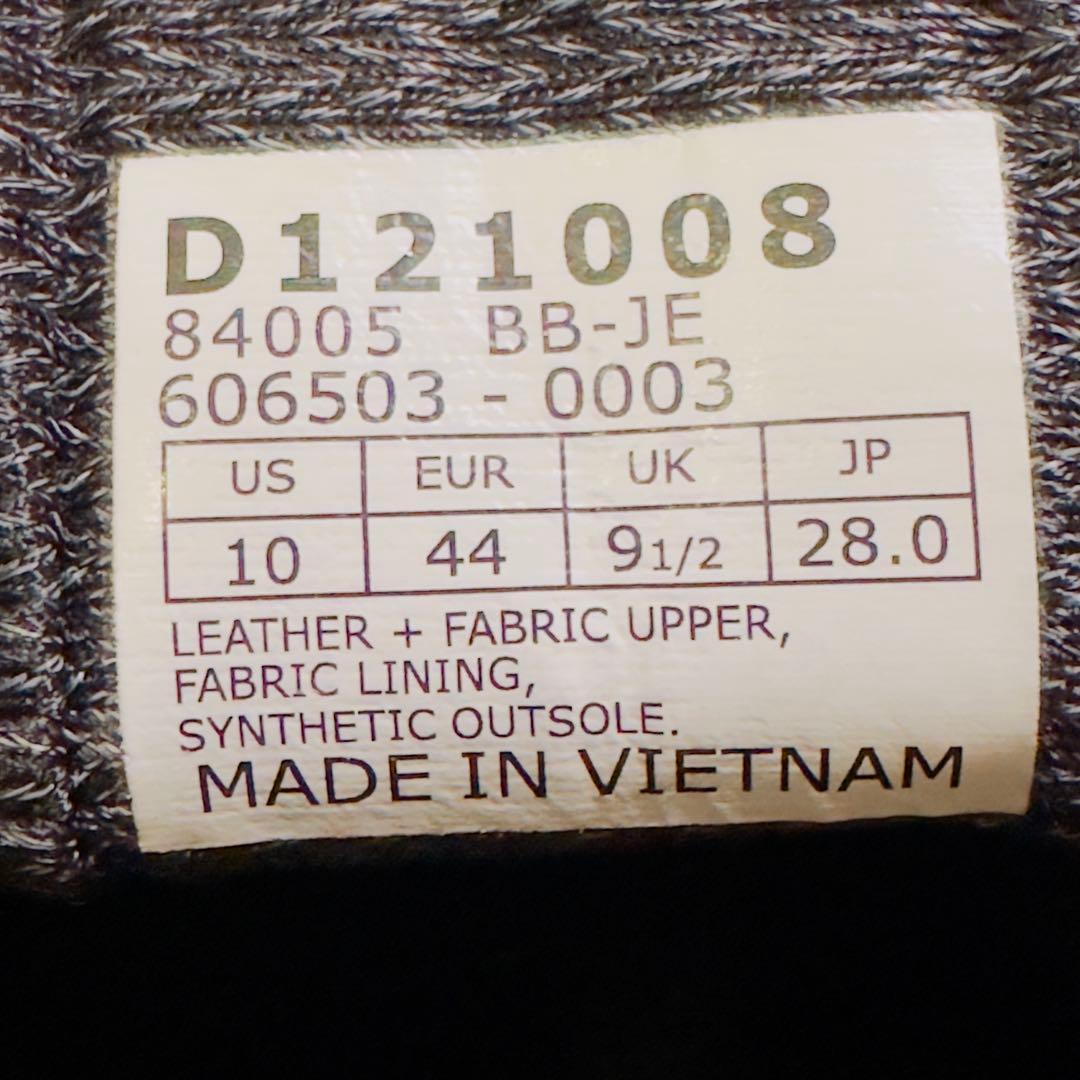 D121008
84005 BB-JE
606503 - 0003
US EUR UK JP
10 44 9 1/2 28.0
LEATHER + FABRIC UPPER,
FABRIC LINING,
SYNTHETIC OUTSOLE.
MADE IN VIETNAM